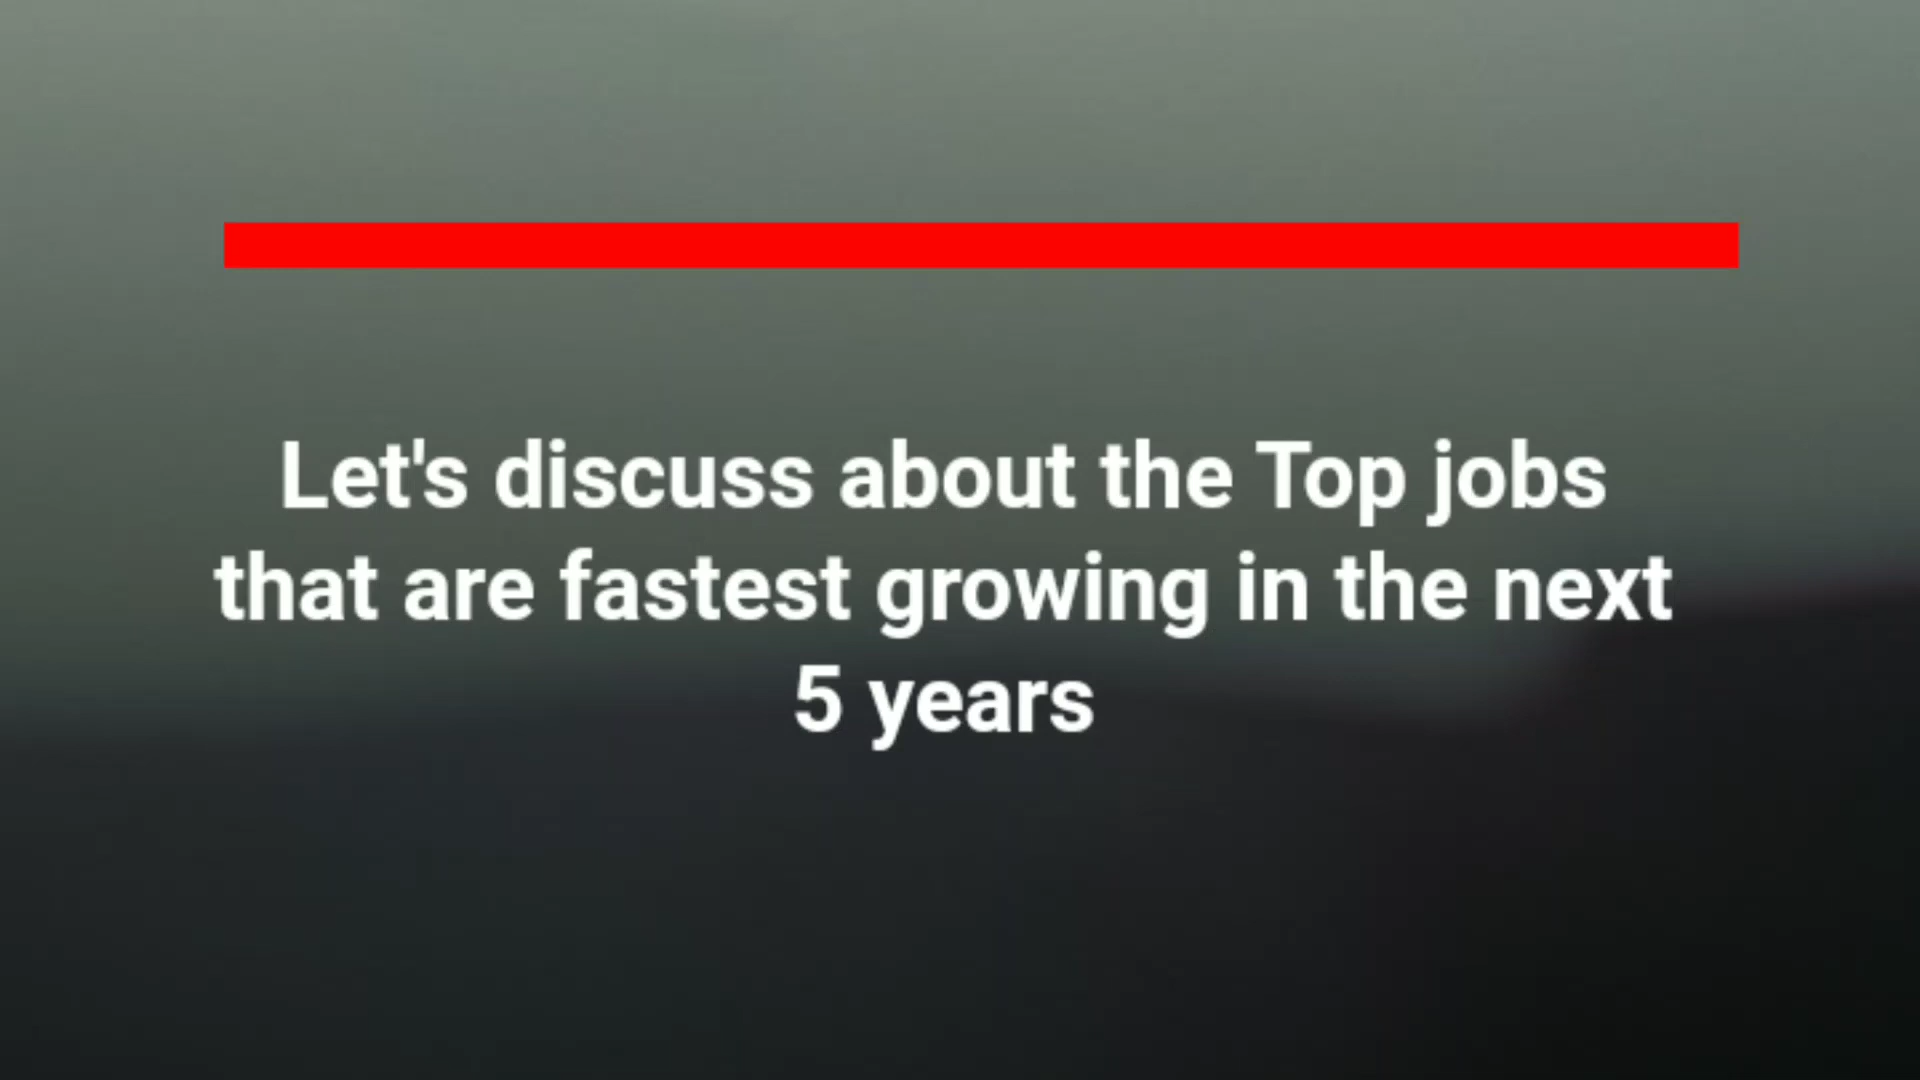 Let's discuss about the Top jobs
that are fastest growing in the next
5 years